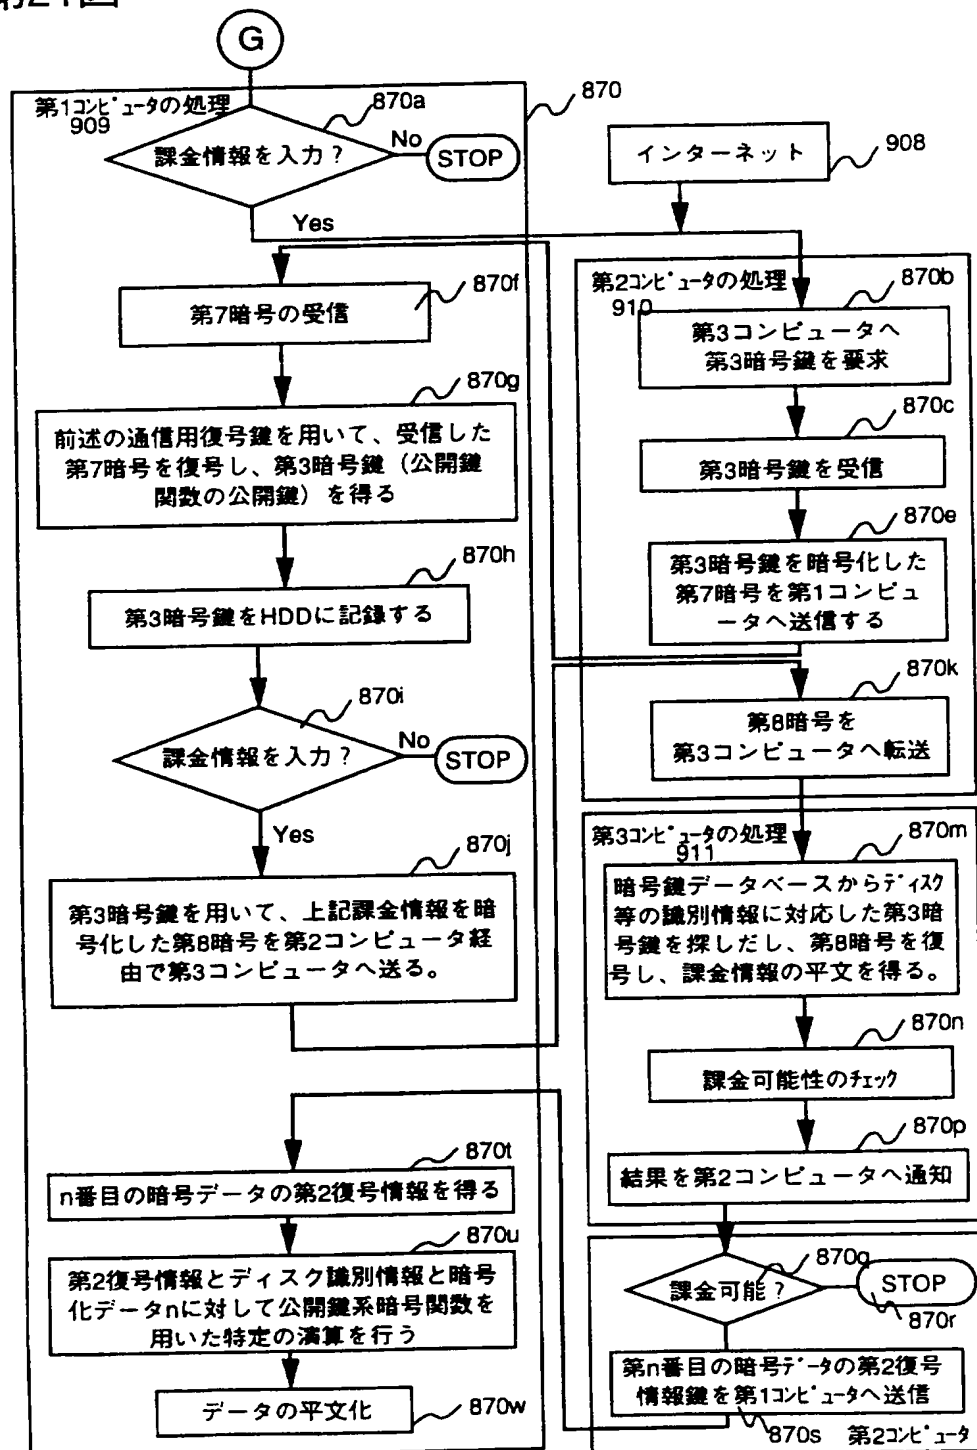 第21図
G
第1コンピュータの処理
909
870a
870
課金情報を入力？
No
STOP
Yes
インターネット
908
第7暗号の受信
870f
前述の通信用復号鍵を用いて、受信した
第7暗号を復号し、第3暗号鍵（公開鍵
関数の公開鍵）を得る
870g
第3暗号鍵をHDDに記録する
870h
課金情報を入力？
870i
No
STOP
Yes
870j
第3暗号鍵を用いて、上記課金情報を暗
号化した第8暗号を第2コンピュータ経
由で第3コンピュータへ送る。
第2コンピュータの処理
910
870b
第3コンピュータへ
第3暗号鍵を要求
870c
第3暗号鍵を受信
870e
第3暗号鍵を暗号化した
第7暗号を第1コンピュ
ータへ送信する
870k
第8暗号を
第3コンピュータへ転送
第3コンピュータの処理
911
870m
暗号鍵データベースからディスク
等の識別情報に対応した第3暗
号鍵を探しだし、第8暗号を復
号し、課金情報の平文を得る。
870n
課金可能性のチェック
870p
結果を第2コンピュータへ通知
870q
課金可能？
STOP
870r
第n番目の暗号データの第2復号
情報鍵を第1コンピュータへ送信
870s
第2コンピュータ
870t
n番目の暗号データの第2復号情報を得る
870u
第2復号情報とディスク識別情報と暗号
化データnに対して公開鍵系暗号関数を
用いた特定の演算を行う
データの平文化
870w